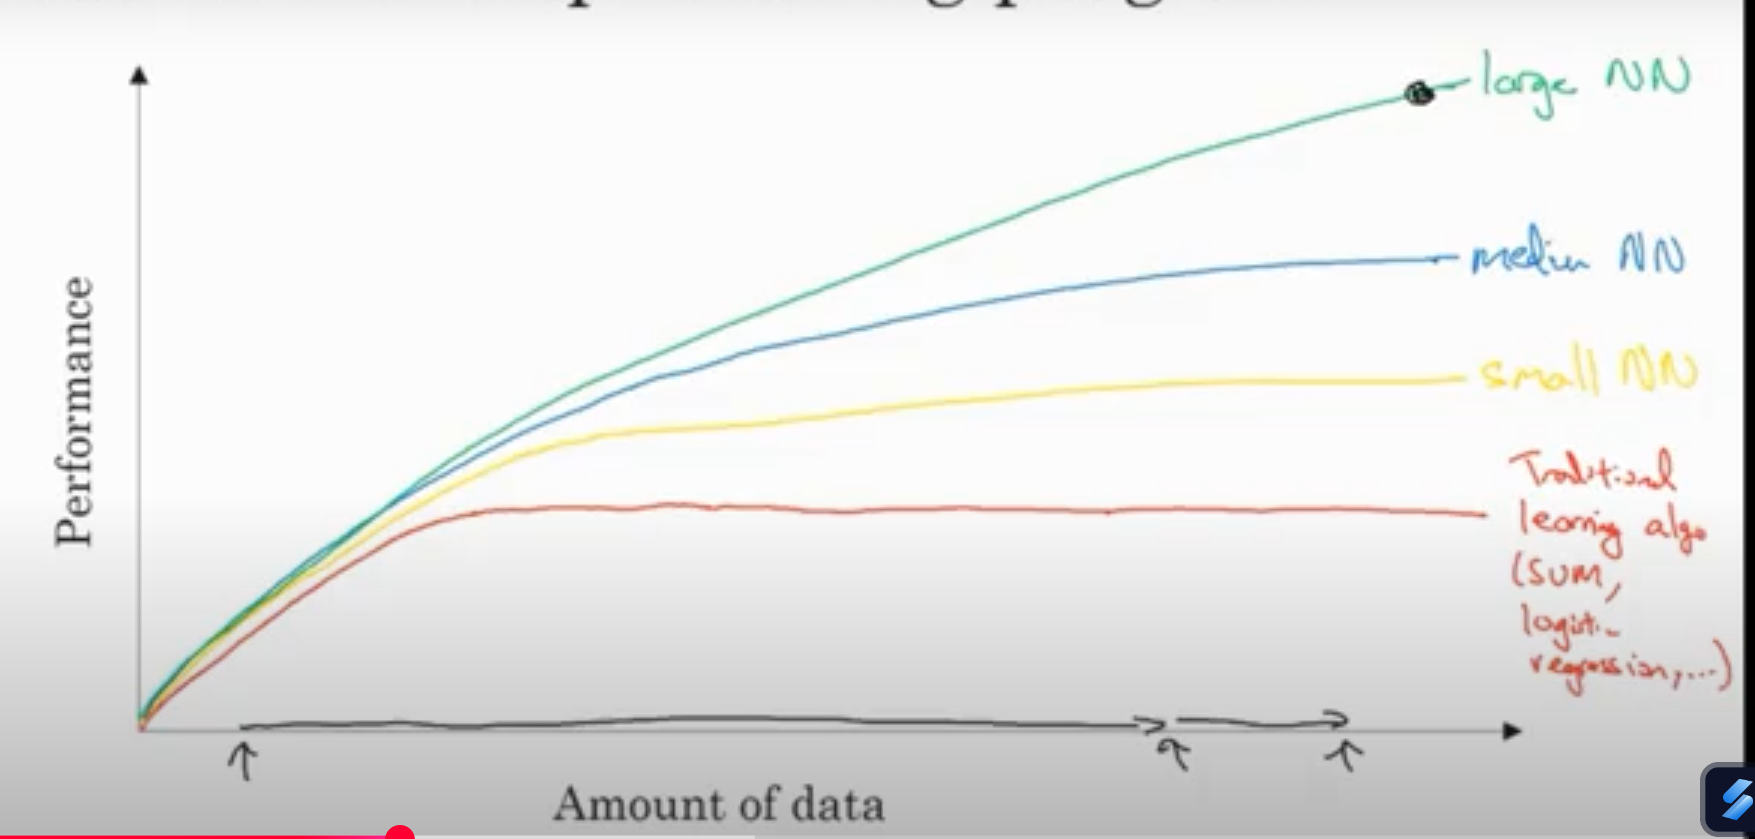 large NN
medium NN
small NN
Traditional
learning algo
(SVM,
logistic
regression,...)
Performance
Amount of data